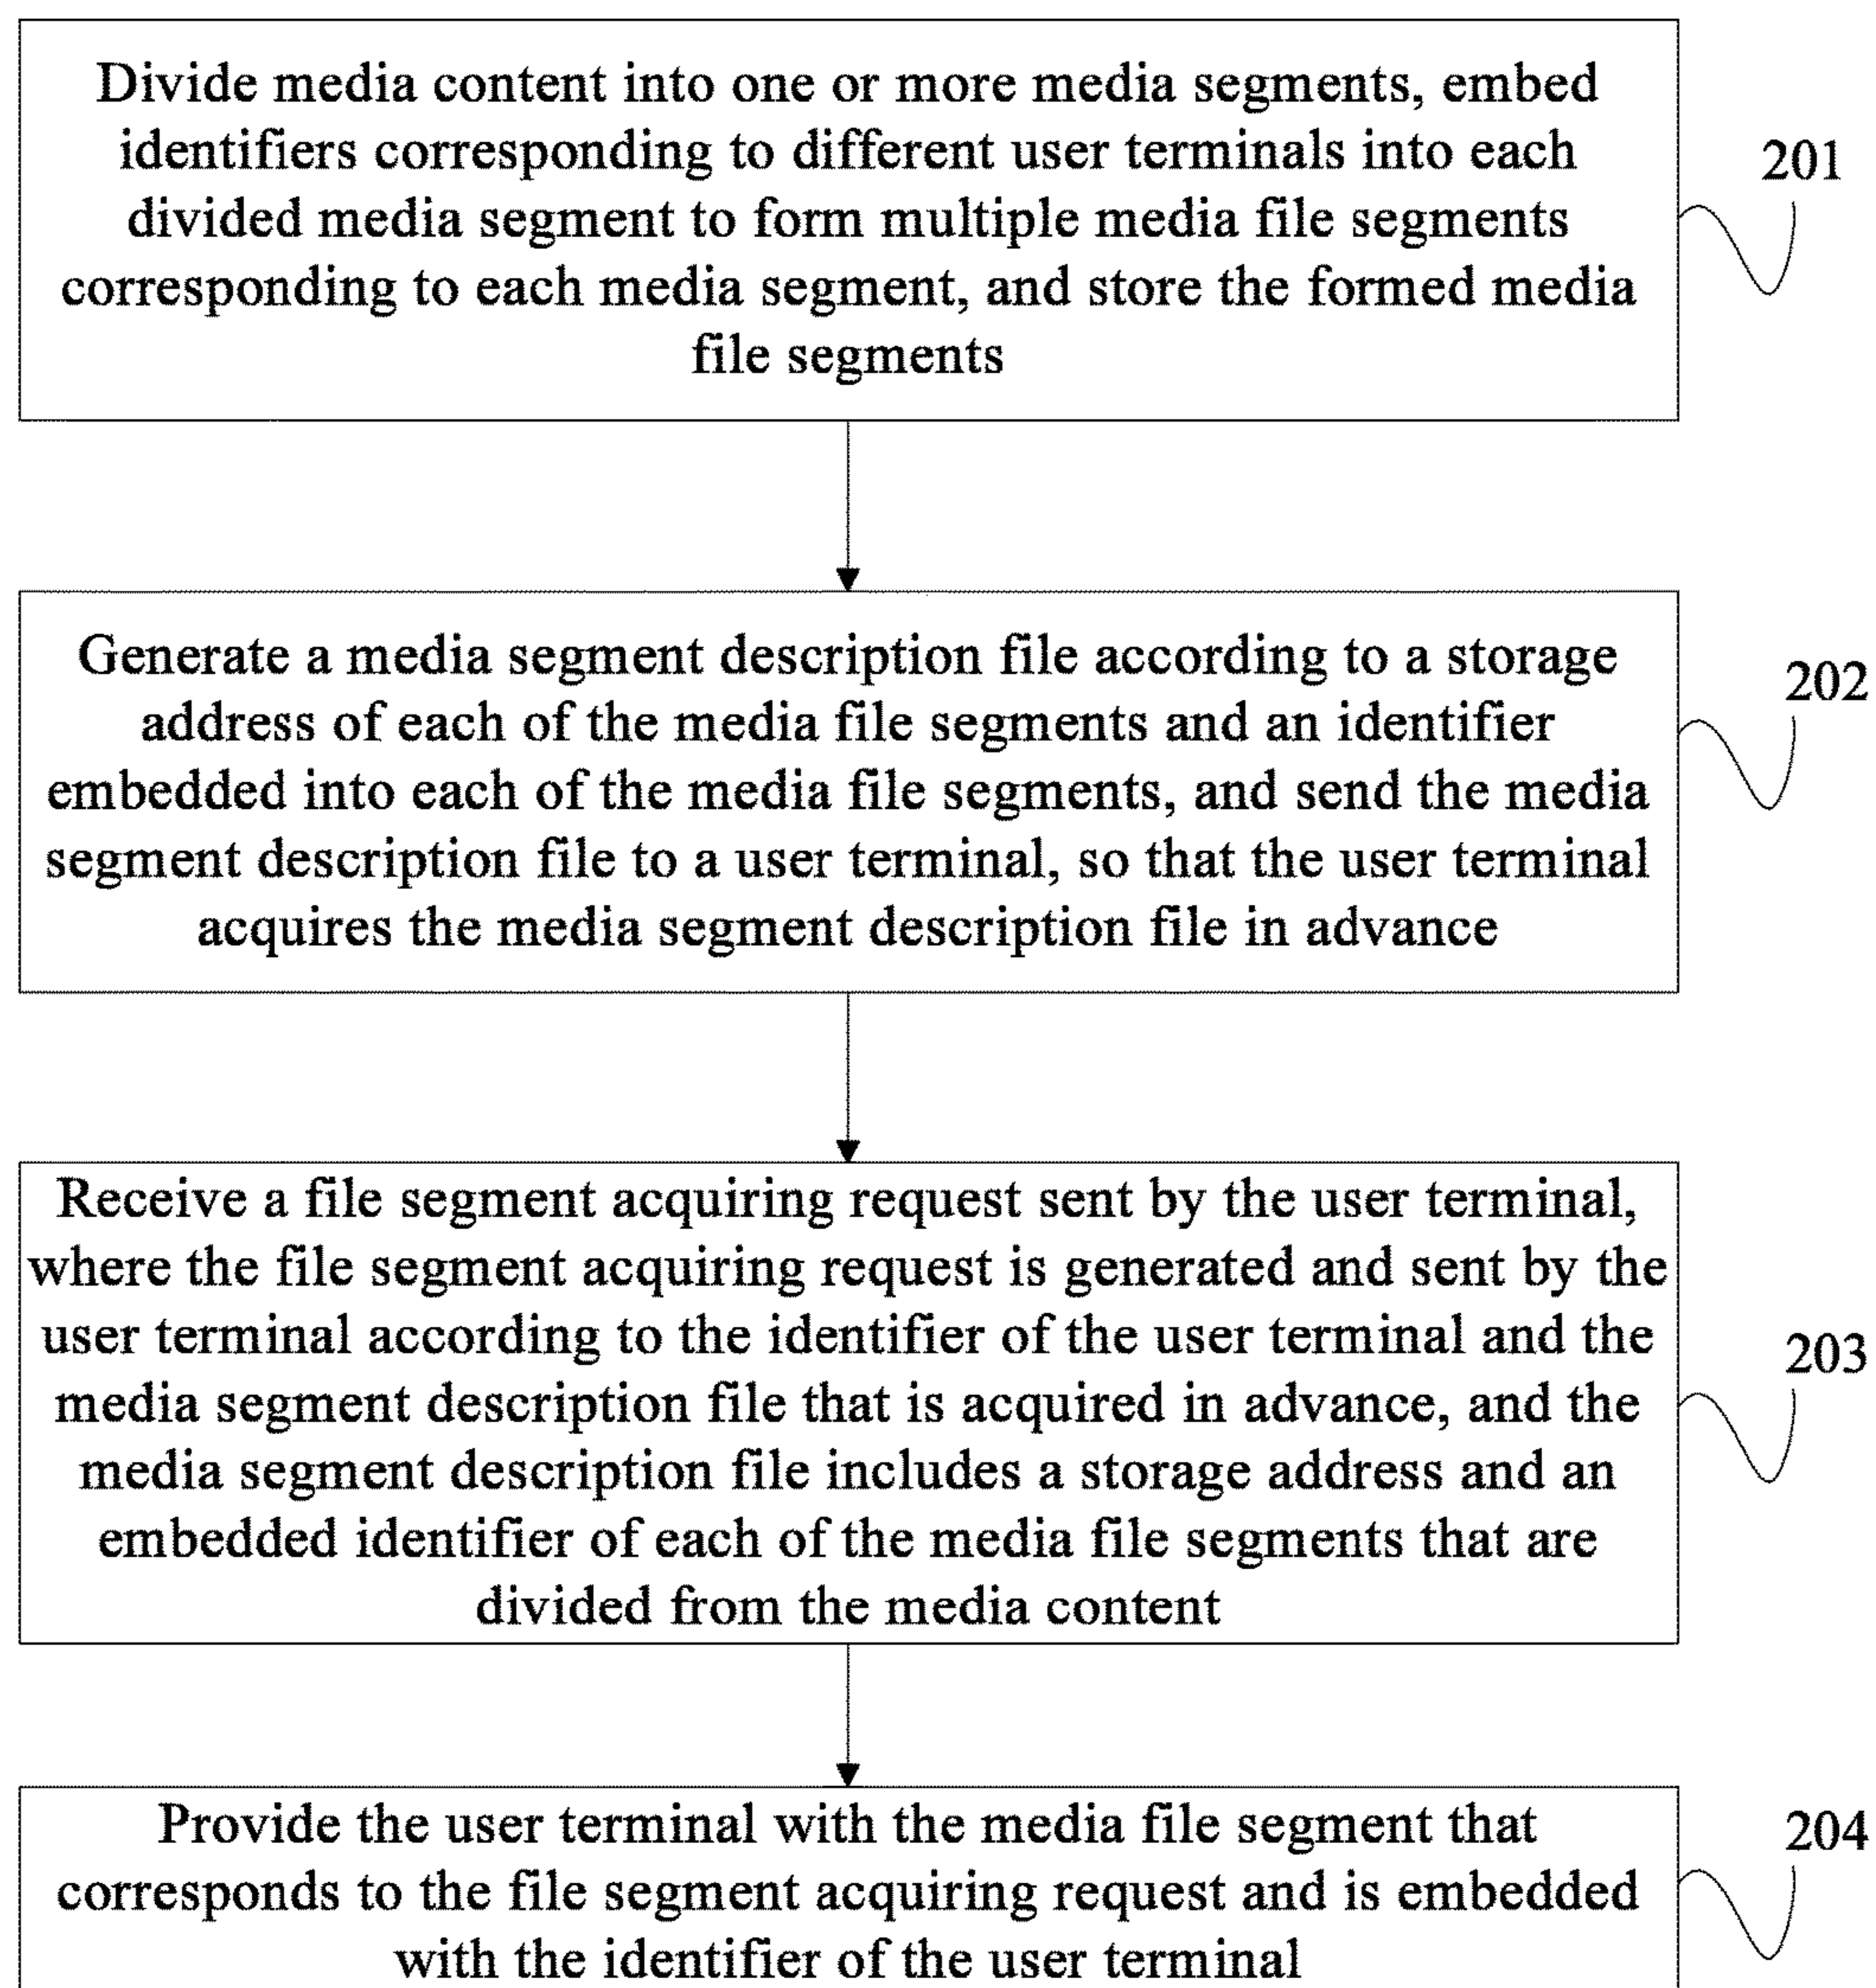 Divide media content into one or more media segments, embed
identifiers corresponding to different user terminals into each
divided media segment to form multiple media file segments
corresponding to each media segment, and store the formed media
file segments
201
Generate a media segment description file according to a storage
address of each of the media file segments and an identifier
embedded into each of the media file segments, and send the media
segment description file to a user terminal, so that the user terminal
acquires the media segment description file in advance
202
Receive a file segment acquiring request sent by the user terminal,
where the file segment acquiring request is generated and sent by the
user terminal according to the identifier of the user terminal and the
media segment description file that is acquired in advance, and the
media segment description file includes a storage address and an
embedded identifier of each of the media file segments that are
divided from the media content
203
Provide the user terminal with the media file segment that
corresponds to the file segment acquiring request and is embedded
with the identifier of the user terminal
204